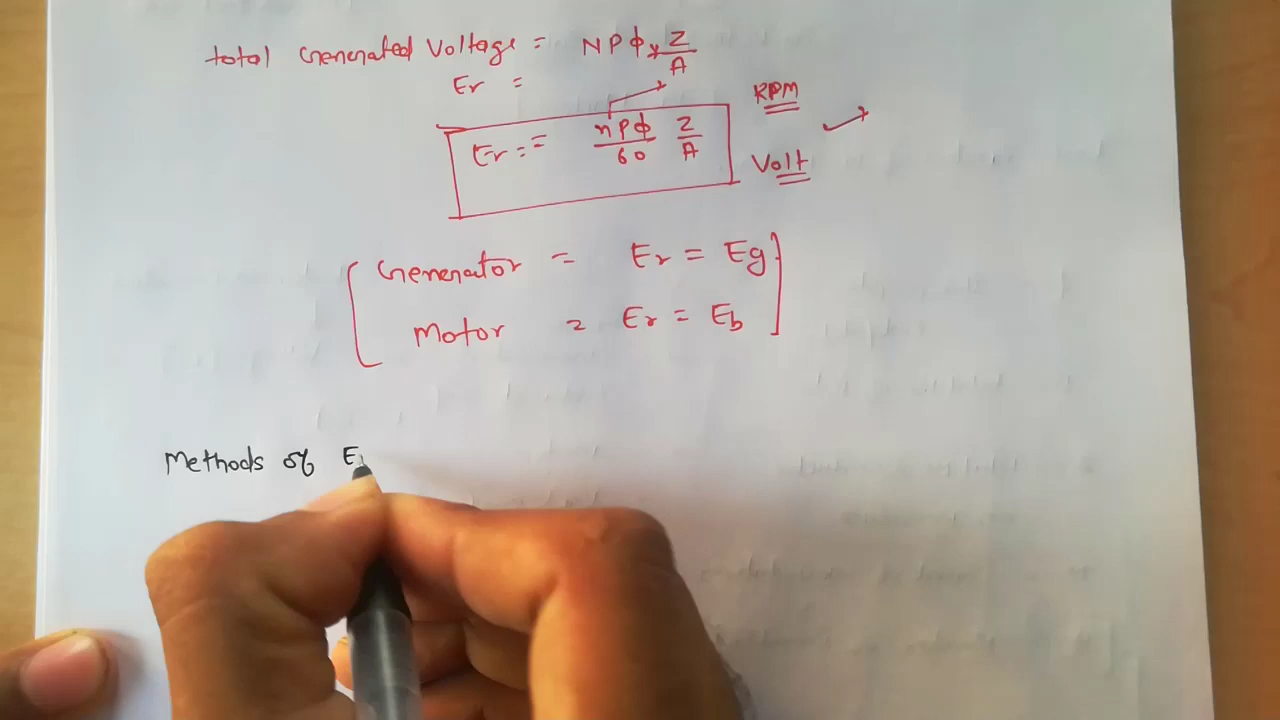 total Generated Voltage = NPϕ × Z/A
Er =
Er := = nPϕ/60 Z/A
RPM
Volt
Generator = Er = Eg
Motor = Er = Eb
Methods of E